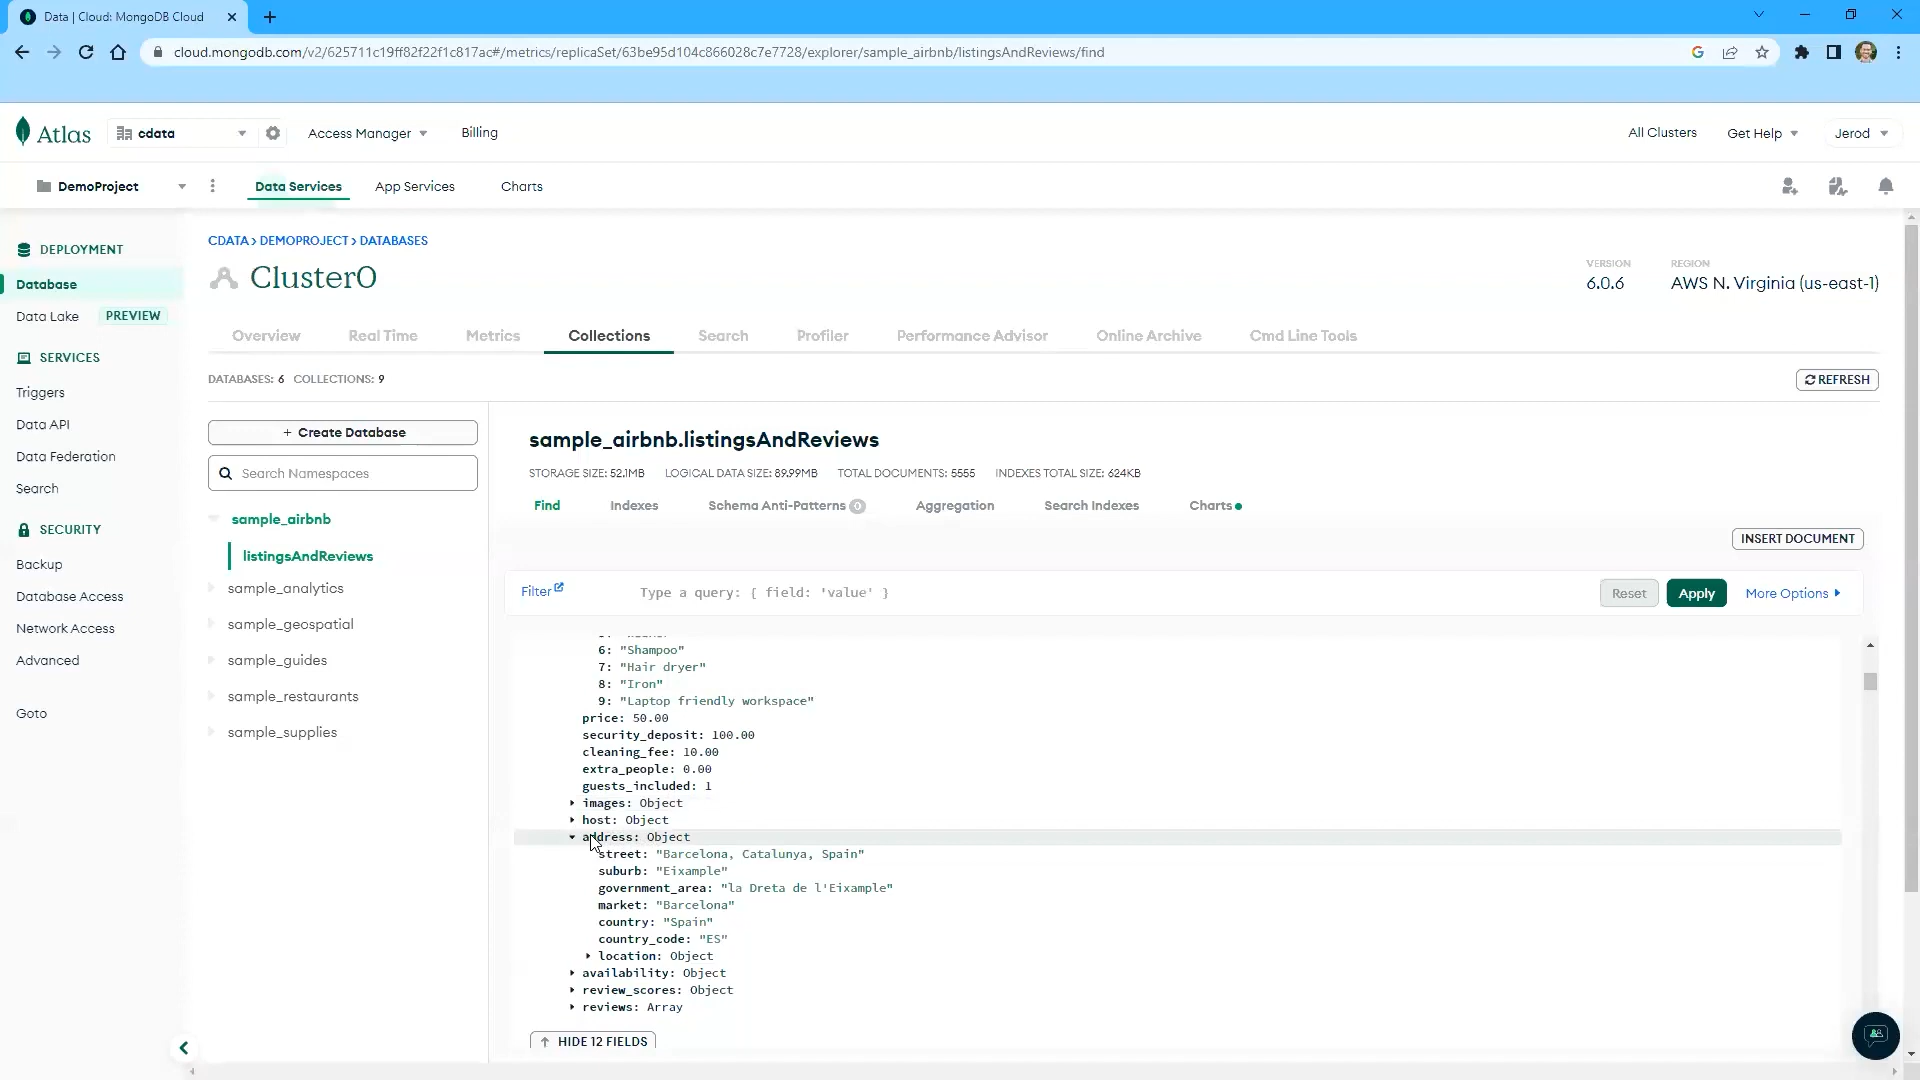 Data | Cloud: MongoDB Cloud
cloud.mongodb.com/v2/625711c19ff82f22f1c817ac#/metrics/replicaSet/63be95d104c866028c7e7728/explorer/sample_airbnb/listingsAndReviews/find
Atlas cdata Access Manager Billing All Clusters Get Help Jerod
DemoProject Data Services App Services Charts
DEPLOYMENT
Database
Data Lake PREVIEW
SERVICES
Triggers
Data API
Data Federation
Search
SECURITY
Backup
Database Access
Network Access
Advanced
Goto
CDATA > DEMOPROJECT > DATABASES
Cluster0
VERSION
6.0.6
REGION
AWS N. Virginia (us-east-1)
Overview Real Time Metrics Collections Search Profiler Performance Advisor Online Archive Cmd Line Tools
DATABASES: 6 COLLECTIONS: 9
REFRESH
+ Create Database
Search Namespaces
sample_airbnb
listingsAndReviews
sample_analytics
sample_geospatial
sample_guides
sample_restaurants
sample_supplies
sample_airbnb.listingsAndReviews
STORAGE SIZE: 52.1MB LOGICAL DATA SIZE: 89.99MB TOTAL DOCUMENTS: 5555 INDEXES TOTAL SIZE: 624KB
Find Indexes Schema Anti-Patterns 0 Aggregation Search Indexes Charts
INSERT DOCUMENT
Filter Type a query: { field: 'value' } Reset Apply More Options
6: "Shampoo"
7: "Hair dryer"
8: "Iron"
9: "Laptop friendly workspace"
price: 50.00
security_deposit: 100.00
cleaning_fee: 10.00
extra_people: 0.00
guests_included: 1
images: Object
host: Object
address: Object
street: "Barcelona, Catalunya, Spain"
suburb: "Eixample"
government_area: "la Dreta de l'Eixample"
market: "Barcelona"
country: "Spain"
country_code: "ES"
location: Object
availability: Object
review_scores: Object
reviews: Array
HIDE 12 FIELDS